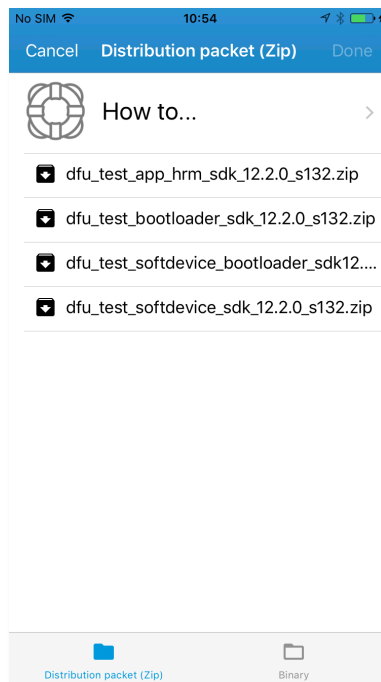 No SIM 10:54
Cancel Distribution packet (Zip) Done
How to...
dfu_test_app_hrm_sdk_12.2.0_s132.zip
dfu_test_bootloader_sdk_12.2.0_s132.zip
dfu_test_softdevice_bootloader_sdk12....
dfu_test_softdevice_sdk_12.2.0_s132.zip
Distribution packet (Zip) Binary